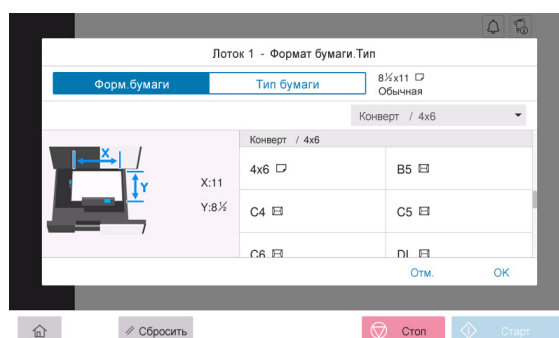 Лоток 1 - Формат бумаги.Тип
Форм.бумаги
Тип бумаги
8½x11
Обычная
Конверт / 4x6
Конверт / 4x6
X
Y
X:11
Y:8½
4x6
B5
C4
C5
C6
DL
Отм.
OK
Сбросить
Стоп
Старт